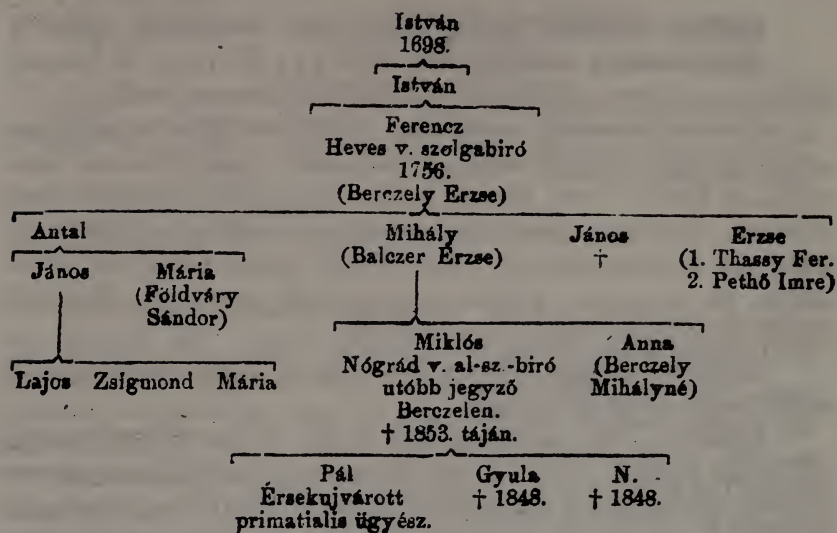 István
1698.
István
Ferencz
Heves v. szolgabiró
1756.
(Berczely Erzse)
Antal Mihály János Erzse
(Balczer Erzse) † (1. Thassy Fer.
2. Pethő Imre)
János Mária
(Földváry
Sándor)
Miklós Anna
Nógrád v. al-sz.-biró (Berczely
utóbb jegyző Mihályné)
Berczelen.
† 1853. táján.
Lajos Zsigmond Mária
Pál Gyula N.
Érsekujvárott † 1848. † 1848.
primatialis ügyész.